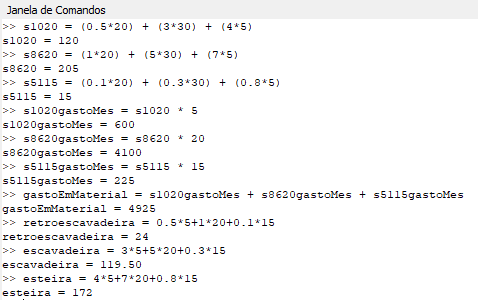 Janela de Comandos
>> s1020 = (0.5*20) + (3*30) + (4*5)
s1020 = 120
>> s8620 = (1*20) + (5*30) + (7*5)
s8620 = 205
>> s5115 = (0.1*20) + (0.3*30) + (0.8*5)
s5115 = 15
>> s1020gastoMes = s1020 * 5
s1020gastoMes = 600
>> s8620gastoMes = s8620 * 20
s8620gastoMes = 4100
>> s5115gastoMes = s5115 * 15
s5115gastoMes = 225
>> gastoEmMaterial = s1020gastoMes + s8620gastoMes + s5115gastoMes
gastoEmMaterial = 4925
>> retroescavadeira = 0.5*5+1*20+0.1*15
retroescavadeira = 24
>> escavadeira = 3*5+5*20+0.3*15
escavadeira = 119.50
>> esteira = 4*5+7*20+0.8*15
esteira = 172